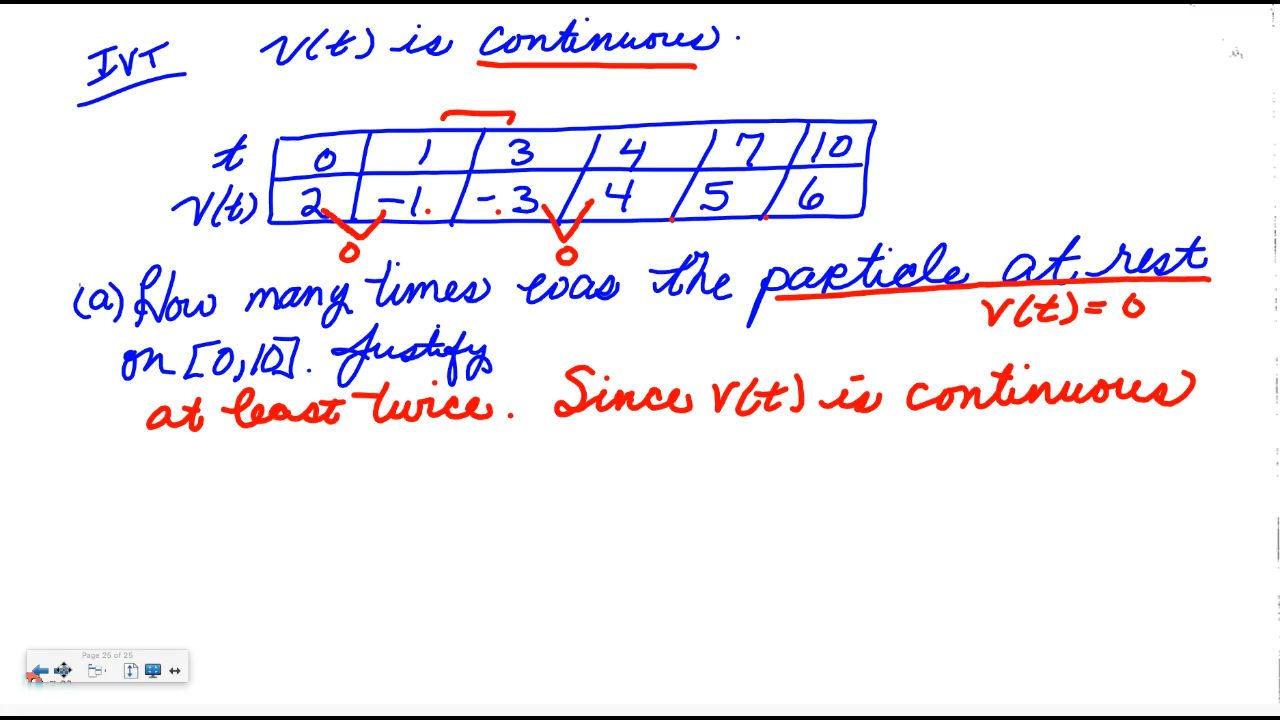 IVT v(t) is continuous.
t 0 1 3 4 7 10
v(t) 2 -1 -3 4 5 6
0 0
(a) How many times was the particle at rest
v(t) = 0
on [0,10]. Justify
at least twice. Since v(t) is continuous
Page 25 of 25